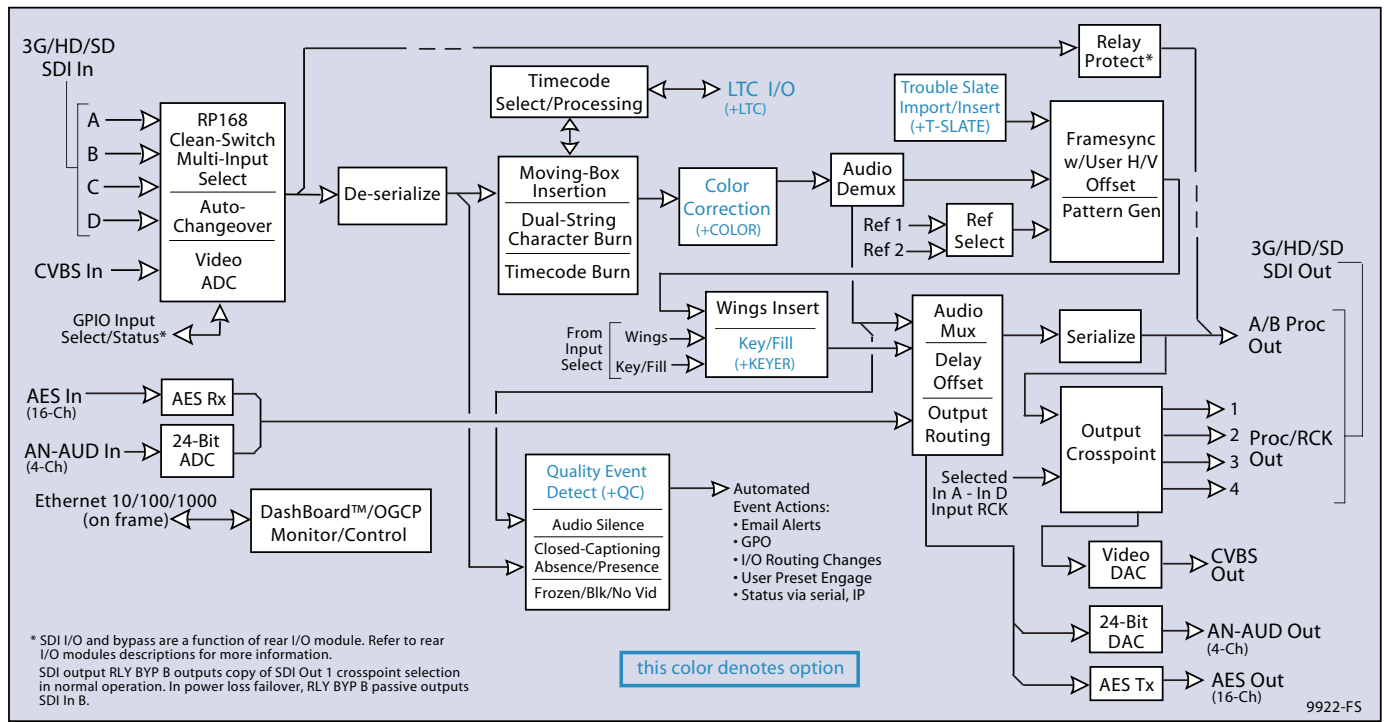 3G/HD/SD
SDI In
A
B
C
D
CVBS In
GPIO Input
Select/Status*
RP168
Clean-Switch
Multi-Input
Select
Auto-
Changeover
Video
ADC
De-serialize
Timecode
Select/Processing
LTC I/O
(+LTC)
Moving-Box
Insertion
Dual-String
Character Burn
Timecode Burn
Color
Correction
(+COLOR)
Audio
Demux
Trouble Slate
Import/Insert
(+T-SLATE)
Ref 1
Ref 2
Ref
Select
Framesync
w/User H/V
Offset
Pattern Gen
Relay
Protect*
From
Input
Select
Wings
Key/Fill
Wings Insert
Key/Fill
(+KEYER)
Audio
Mux
Delay
Offset
Output
Routing
Serialize
3G/HD/SD
SDI Out
A/B Proc
Out
AES In
(16-Ch)
AES Rx
AN-AUD In
(4-Ch)
24-Bit
ADC
Ethernet 10/100/1000
(on frame)
DashBoard™/OGCP
Monitor/Control
Quality Event
Detect (+QC)
Audio Silence
Closed-Captioning
Absence/Presence
Frozen/Blk/No Vid
Automated
Event Actions:
• Email Alerts
• GPO
• I/O Routing Changes
• User Preset Engage
• Status via serial, IP
Selected
In A - In D
Input RCK
Output
Crosspoint
1
2
3
4
Proc/RCK
Out
Video
DAC
CVBS
Out
24-Bit
DAC
AN-AUD Out
(4-Ch)
AES Tx
AES Out
(16-Ch)
* SDI I/O and bypass are a function of rear I/O module. Refer to rear
I/O modules descriptions for more information.
SDI output RLY BYP B outputs copy of SDI Out 1 crosspoint selection
in normal operation. In power loss failover, RLY BYP B passive outputs
SDI In B.
this color denotes option
9922-FS